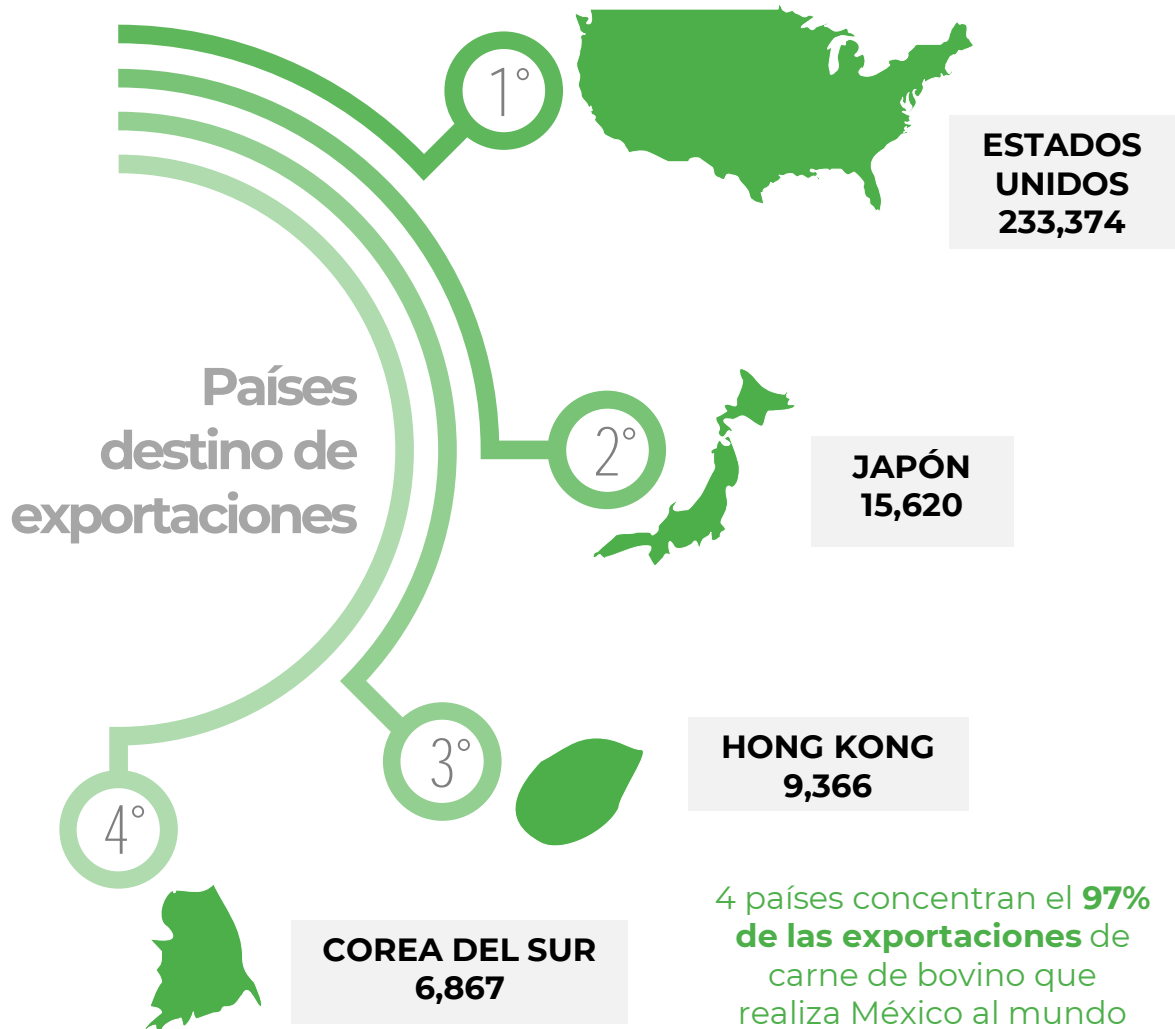 1°
ESTADOS
UNIDOS
233,374
Países
destino de
exportaciones
2°
JAPÓN
15,620
3°
HONG KONG
9,366
4°
COREA DEL SUR
6,867
4 países concentran el 97%
de las exportaciones de
carne de bovino que
realiza México al mundo